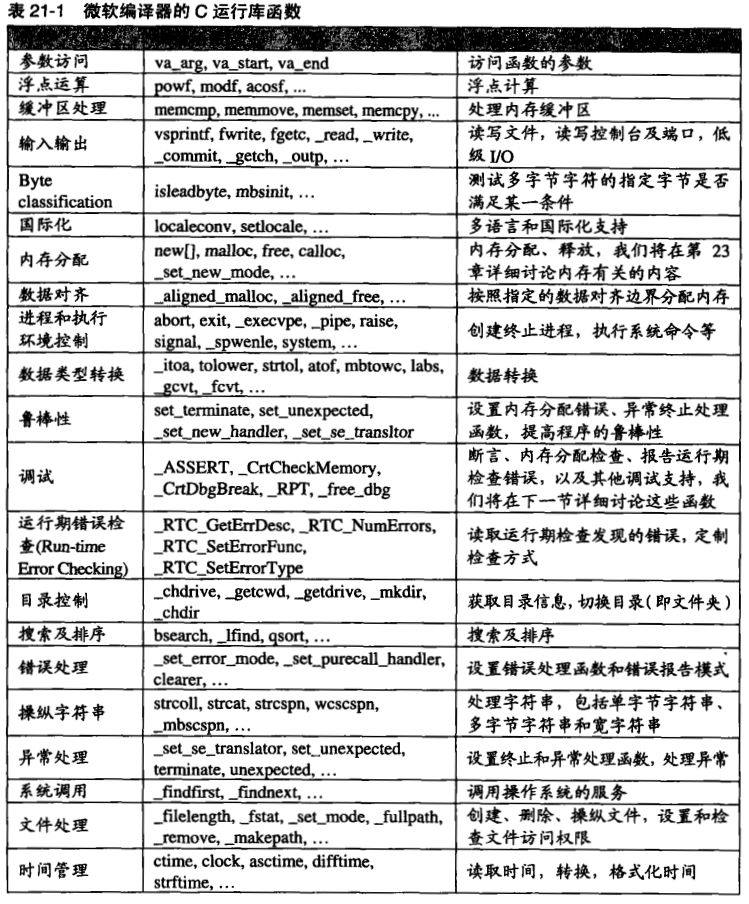 表 21-1 微软编译器的 C 运行库函数
参数访问 va_arg, va_start, va_end 访问函数的参数
浮点运算 powf, modf, acosf, ... 浮点计算
缓冲区处理 memcmp, memmove, memset, memcpy, ... 处理内存缓冲区
输入输出 vsprintf, fwrite, fgetc, _read, _write, 读写文件，读写控制台及端口，低
_commit, _getch, _outp, … 级 I/O
Byte
classification
isleadbyte, mbsinit, …
测试多字节字符的指定字节是否
满足某一条件
国际化 localeconv, setlocale, … 多语言和国际化支持
内存分配
new[], malloc, free, calloc,
_set_new_mode, …
内存分配、释放，我们将在第 23
章详细讨论内存有关的内容
数据对齐 _aligned_malloc, _aligned_free, … 按照指定的数据对齐边界分配内存
进程和执行
环境控制
abort, exit, _execvpe, _pipe, raise,
signal, _spwenle, system, …
创建终止进程，执行系统命令等
数据类型转换
_itoa, tolower, strtol, atof, mbtowc, labs,
_gcvt, _fcvt, …
数据转换
鲁棒性
set_terminate, set_unexpected,
_set_new_handler, _set_se_transltor
设置内存分配错误、异常终止处理
函数，提高程序的鲁棒性
调试
_ASSERT, _CrtCheckMemory,
_CrtDbgBreak, _RPT, _free_dbg
断言、内存分配检查、报告运行期
检查错误，以及其他调试支持，我
们将在下一节详细讨论这些函数
运行期错误检
查(Run-time
Error Checking)
_RTC_GetErrDesc, _RTC_NumErrors,
_RTC_SetErrorFunc,
_RTC_SetErrorType
读取运行期检查发现的错误，定制
检查方式
目录控制
_chdrive, _getcwd, _getdrive, _mkdir,
_chdir
获取目录信息，切换目录（即文件夹）
搜索及排序 bsearch, _lfind, qsort, … 搜索及排序
错误处理
_set_error_mode, _set_purecall_handler,
clearer, …
设置错误处理函数和错误报告模式
操纵字符串
strcoll, strcat, strcspn, wcscspn,
_mbscspn, …
处理字符串，包括单字节字符串、
多字节字符串和宽字符串
异常处理
_set_se_translator, set_unexpected,
terminate, unexpected, …
设置终止和异常处理函数，处理异常
系统调用 _findfirst, _findnext, … 调用操作系统的服务
文件处理
_filelength, _fstat, _set_mode, _fullpath,
_remove, _makepath, …
创建、删除、操纵文件，设置和检
查文件访问权限
时间管理
ctime, clock, asctime, difftime,
strftime, …
读取时间，转换，格式化时间